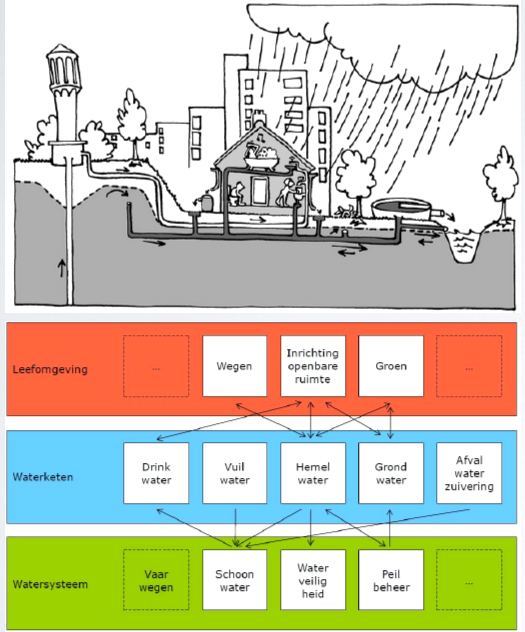 Leefomgeving
...
Wegen
Inrichting
openbare
ruimte
Groen
...
Waterketen
Drink
water
Vuil
water
Hemel
water
Grond
water
Afval
water
zuivering
Watersysteem
Vaar
wegen
Schoon
water
Water
veilig
heid
Peil
beheer
...